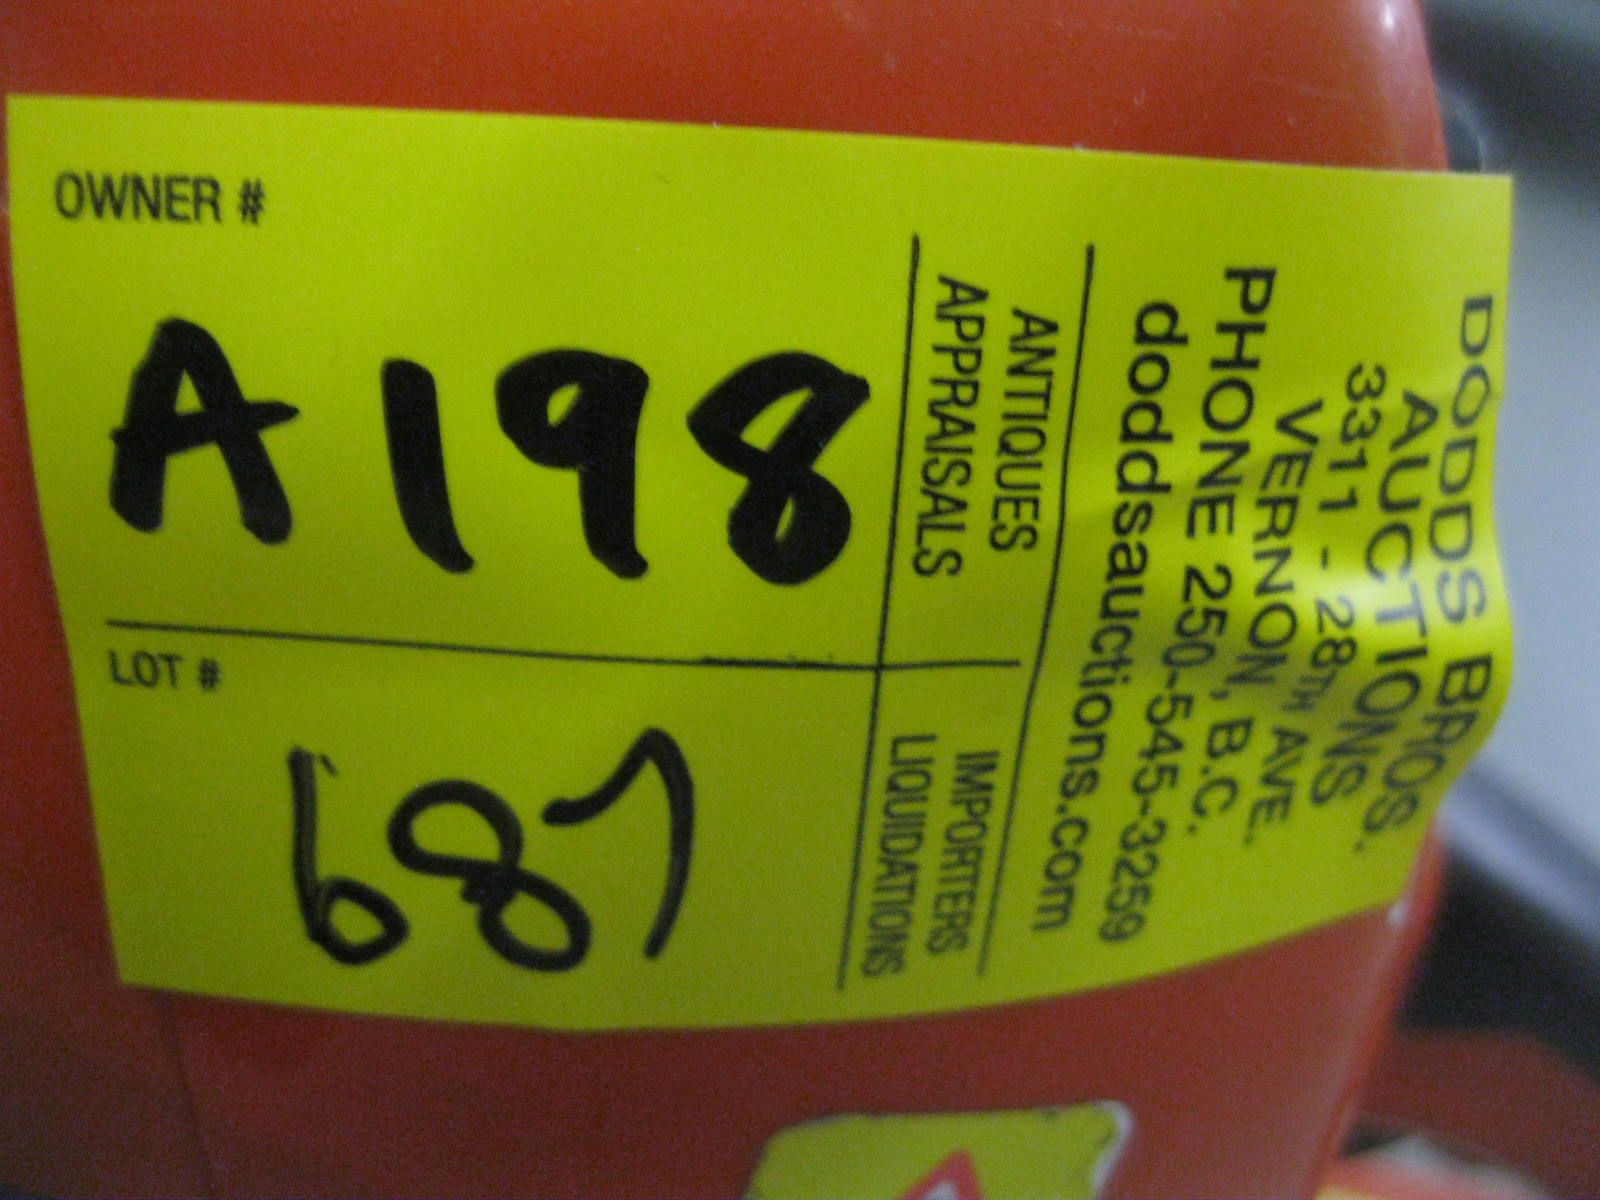 OWNER #
A198
LOT #
687
ANTIQUES
APPRAISALS
IMPORTERS
LIQUIDATIONS
DODDS BROS.
AUCTIONS
3311 - 28TH AVE.
VERNON, B.C.
PHONE 250-545-3259
doddsauctions.com